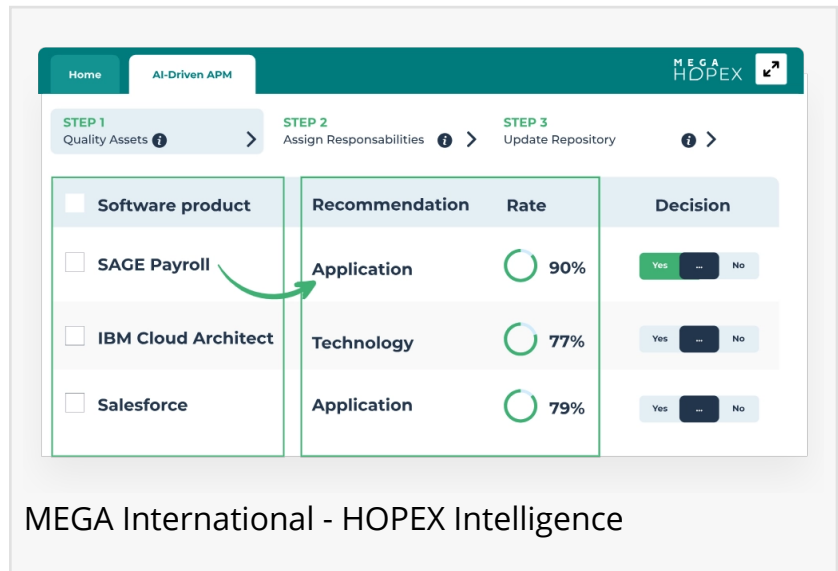 Home AI-Driven APM MEGA HOPEX
STEP 1 STEP 2 STEP 3
Quality Assets i Assign Responsabilities i Update Repository i
Software product Recommendation Rate Decision
SAGE Payroll Application 90% Yes ... No
IBM Cloud Architect Technology 77% Yes ... No
Salesforce Application 79% Yes ... No
MEGA International - HOPEX Intelligence